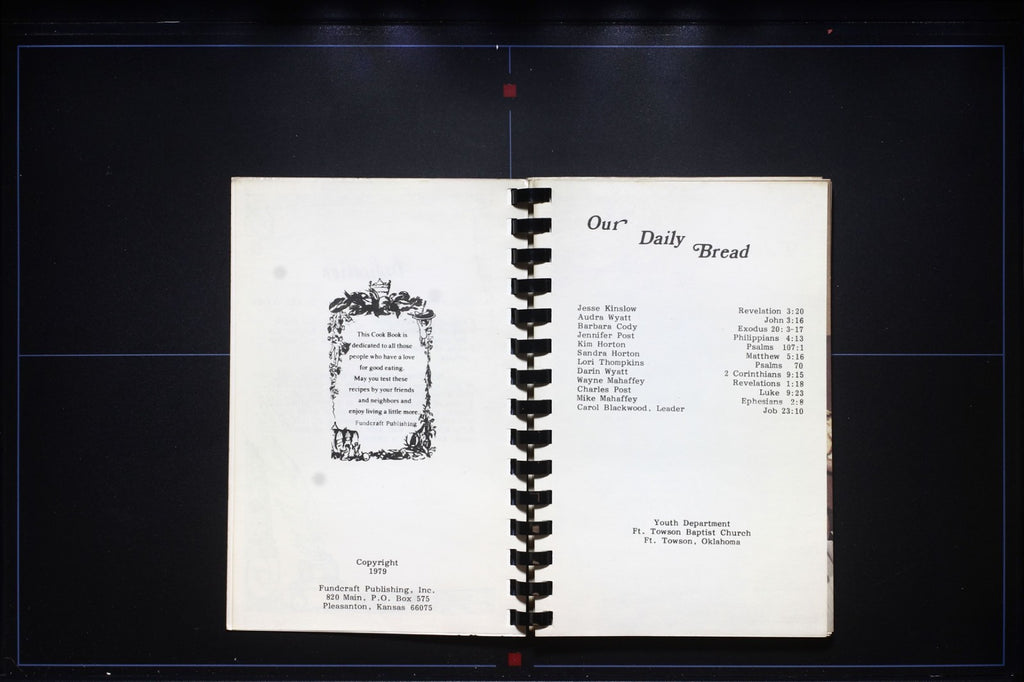 This Cook Book is
dedicated to all those
people who have a love
for good eating.
May you test these
recipes by your friends
and neighbors and
enjoy living a little more.
Fundcraft Publishing
Copyright
1979
Fundcraft Publishing, Inc.
820 Main, P.O. Box 575
Pleasanton, Kansas 66075
Our Daily Bread
Jesse Kinslow Revelation 3:20
Audra Wyatt John 3:16
Barbara Cody Exodus 20: 3-17
Jennifer Post Philippians 4:13
Kim Horton Psalms 107:1
Sandra Horton Matthew 5:16
Lori Thompkins Psalms 70
Darin Wyatt 2 Corinthians 9:15
Wayne Mahaffey Revelations 1:18
Charles Post Luke 9:23
Mike Mahaffey Ephesians 2:8
Carol Blackwood, Leader Job 23:10
Youth Department
Ft. Towson Baptist Church
Ft. Towson, Oklahoma